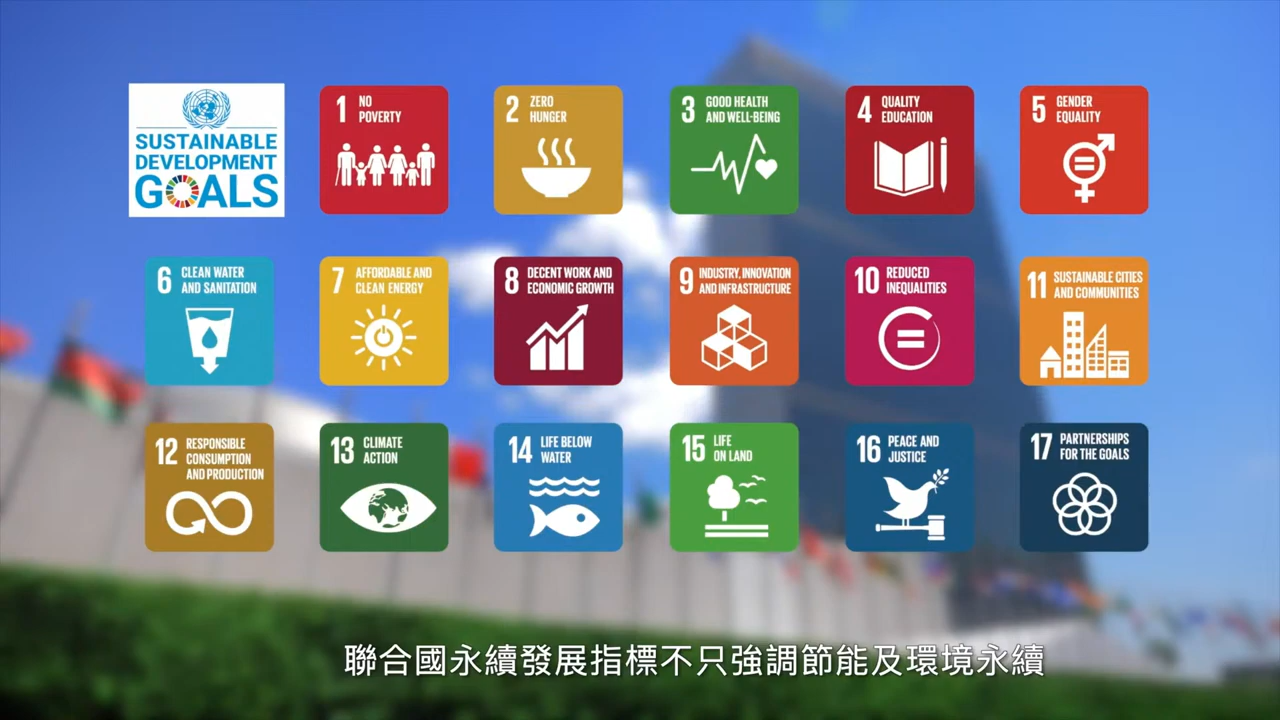 SUSTAINABLE
DEVELOPMENT
GOALS
1 NO
POVERTY
2 ZERO
HUNGER
3 GOOD HEALTH
AND WELL-BEING
4 QUALITY
EDUCATION
5 GENDER
EQUALITY
6 CLEAN WATER
AND SANITATION
7 AFFORDABLE AND
CLEAN ENERGY
8 DECENT WORK AND
ECONOMIC GROWTH
9 INDUSTRY, INNOVATION
AND INFRASTRUCTURE
10 REDUCED
INEQUALITIES
11 SUSTAINABLE CITIES
AND COMMUNITIES
12 RESPONSIBLE
CONSUMPTION
AND PRODUCTION
13 CLIMATE
ACTION
14 LIFE BELOW
WATER
15 LIFE
ON LAND
16 PEACE AND
JUSTICE
17 PARTNERSHIPS
FOR THE GOALS
聯合國永續發展指標不只強調節能及環境永續